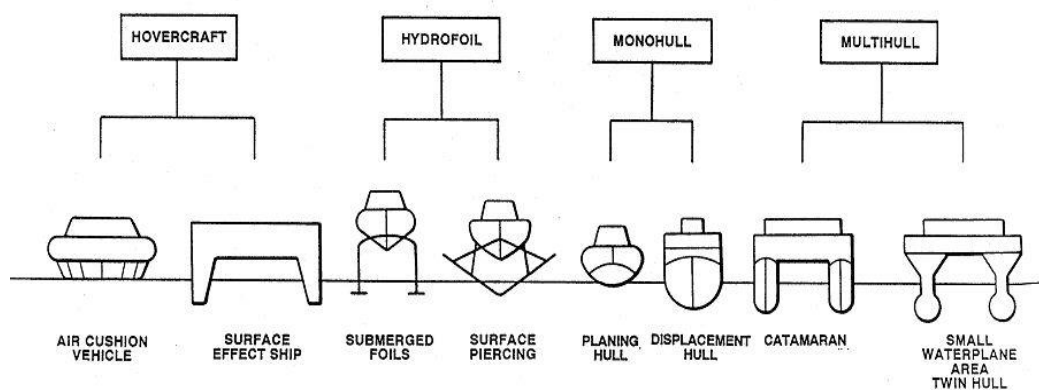 HOVERCRAFT
HYDROFOIL
MONOHULL
MULTIHULL
AIR CUSHION
VEHICLE
SURFACE
EFFECT SHIP
SUBMERGED
FOILS
SURFACE
PIERCING
PLANING
HULL
DISPLACEMENT
HULL
CATAMARAN
SMALL
WATERPLANE
AREA
TWIN HULL